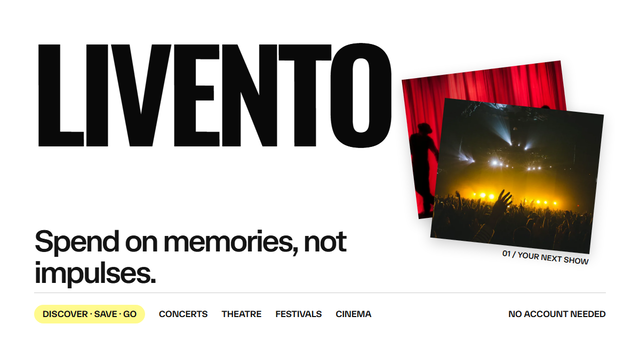 LIVENTO
01 / YOUR NEXT SHOW
Spend on memories, not
impulses.
DISCOVER · SAVE · GO
CONCERTS
THEATRE
FESTIVALS
CINEMA
NO ACCOUNT NEEDED